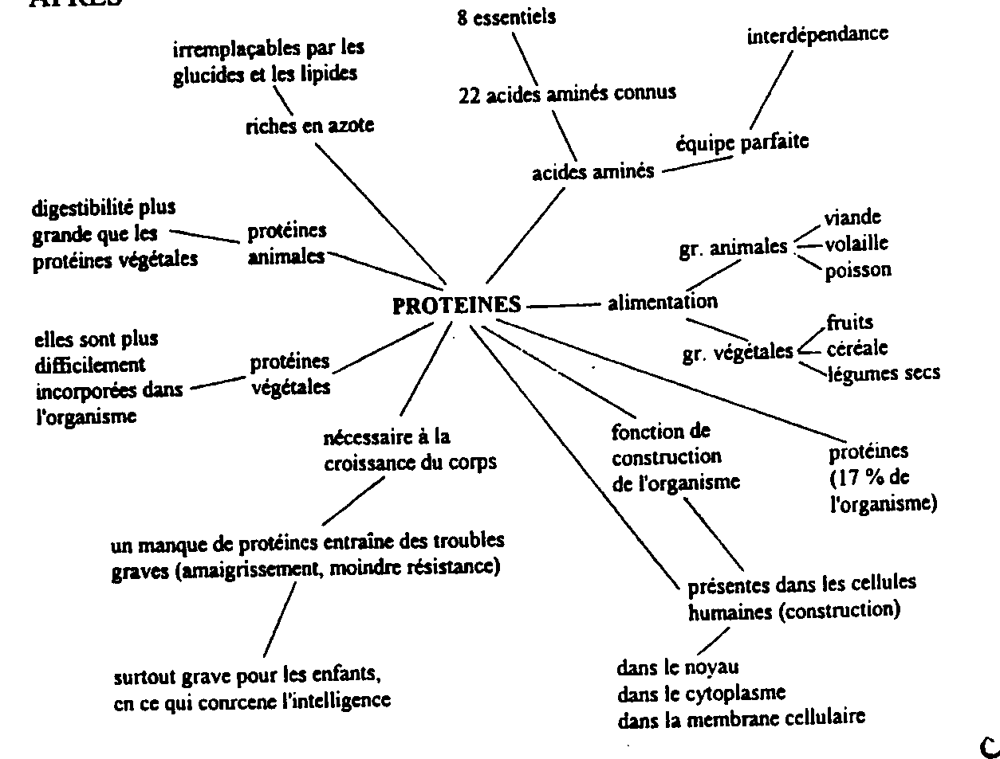 APRES
8 essentiels
interdépendance
irremplaçables par les
glucides et les lipides
22 acides aminés connus
riches en azote
équipe parfaite
acides aminés
digestibilité plus
grande que les
protéines végétales
protéines
animales
viande
gr. animales
volaille
poisson
PROTEINES
alimentation
fruits
gr. végétales
céréale
légumes secs
elles sont plus
difficilement
incorporées dans
l'organisme
protéines
végétales
nécessaire à la
croissance du corps
fonction de
construction
de l'organisme
protéines
(17 % de
l'organisme)
un manque de protéines entraîne des troubles
graves (amaigrissement, moindre résistance)
présentes dans les cellules
humaines (construction)
surtout grave pour les enfants,
en ce qui conrcene l'intelligence
dans le noyau
dans le cytoplasme
dans la membrane cellulaire
C